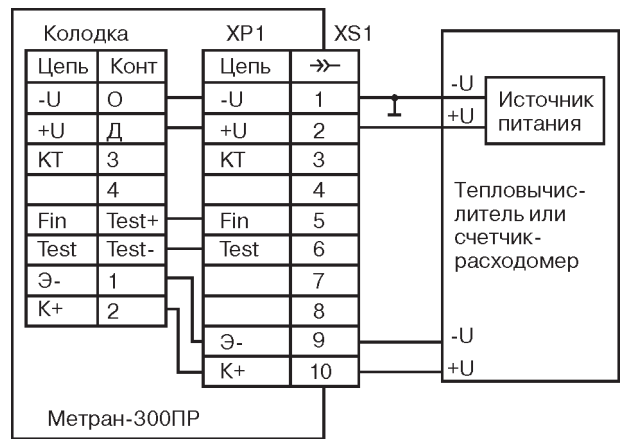 Колодка XP1 XS1
Цепь Конт Цепь
-U О -U 1 -U
+U Д +U 2 +U
Источник
питания
КТ 3 КТ 3
4 4
Fin Test+ Fin 5
Test Test- Test 6
Э- 1 7
К+ 2 8
Э- 9 -U
К+ 10 +U
Тепловычис-
литель или
счетчик-
расходомер
Метран-300ПР